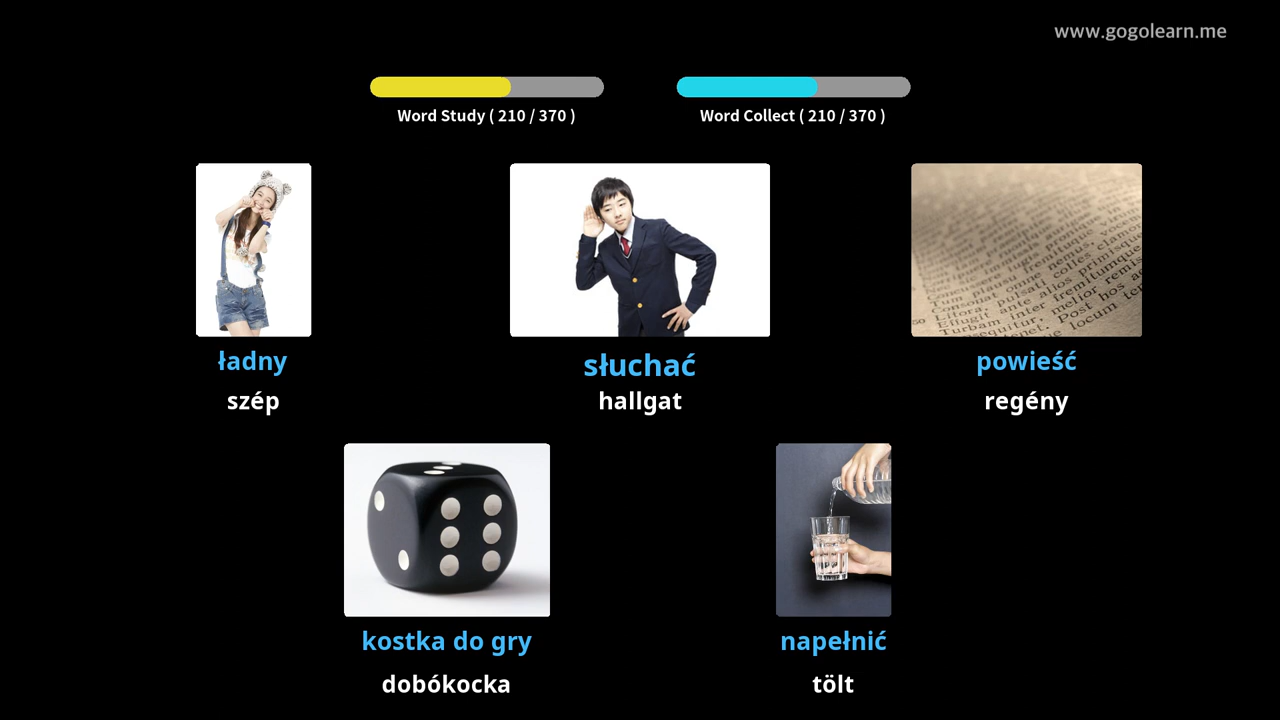 www.gogolearn.me
Word Study ( 210 / 370 )
Word Collect ( 210 / 370 )
ładny
słuchać
powieść
szép
hallgat
regény
kostka do gry
napełnić
dobókocka
tölt